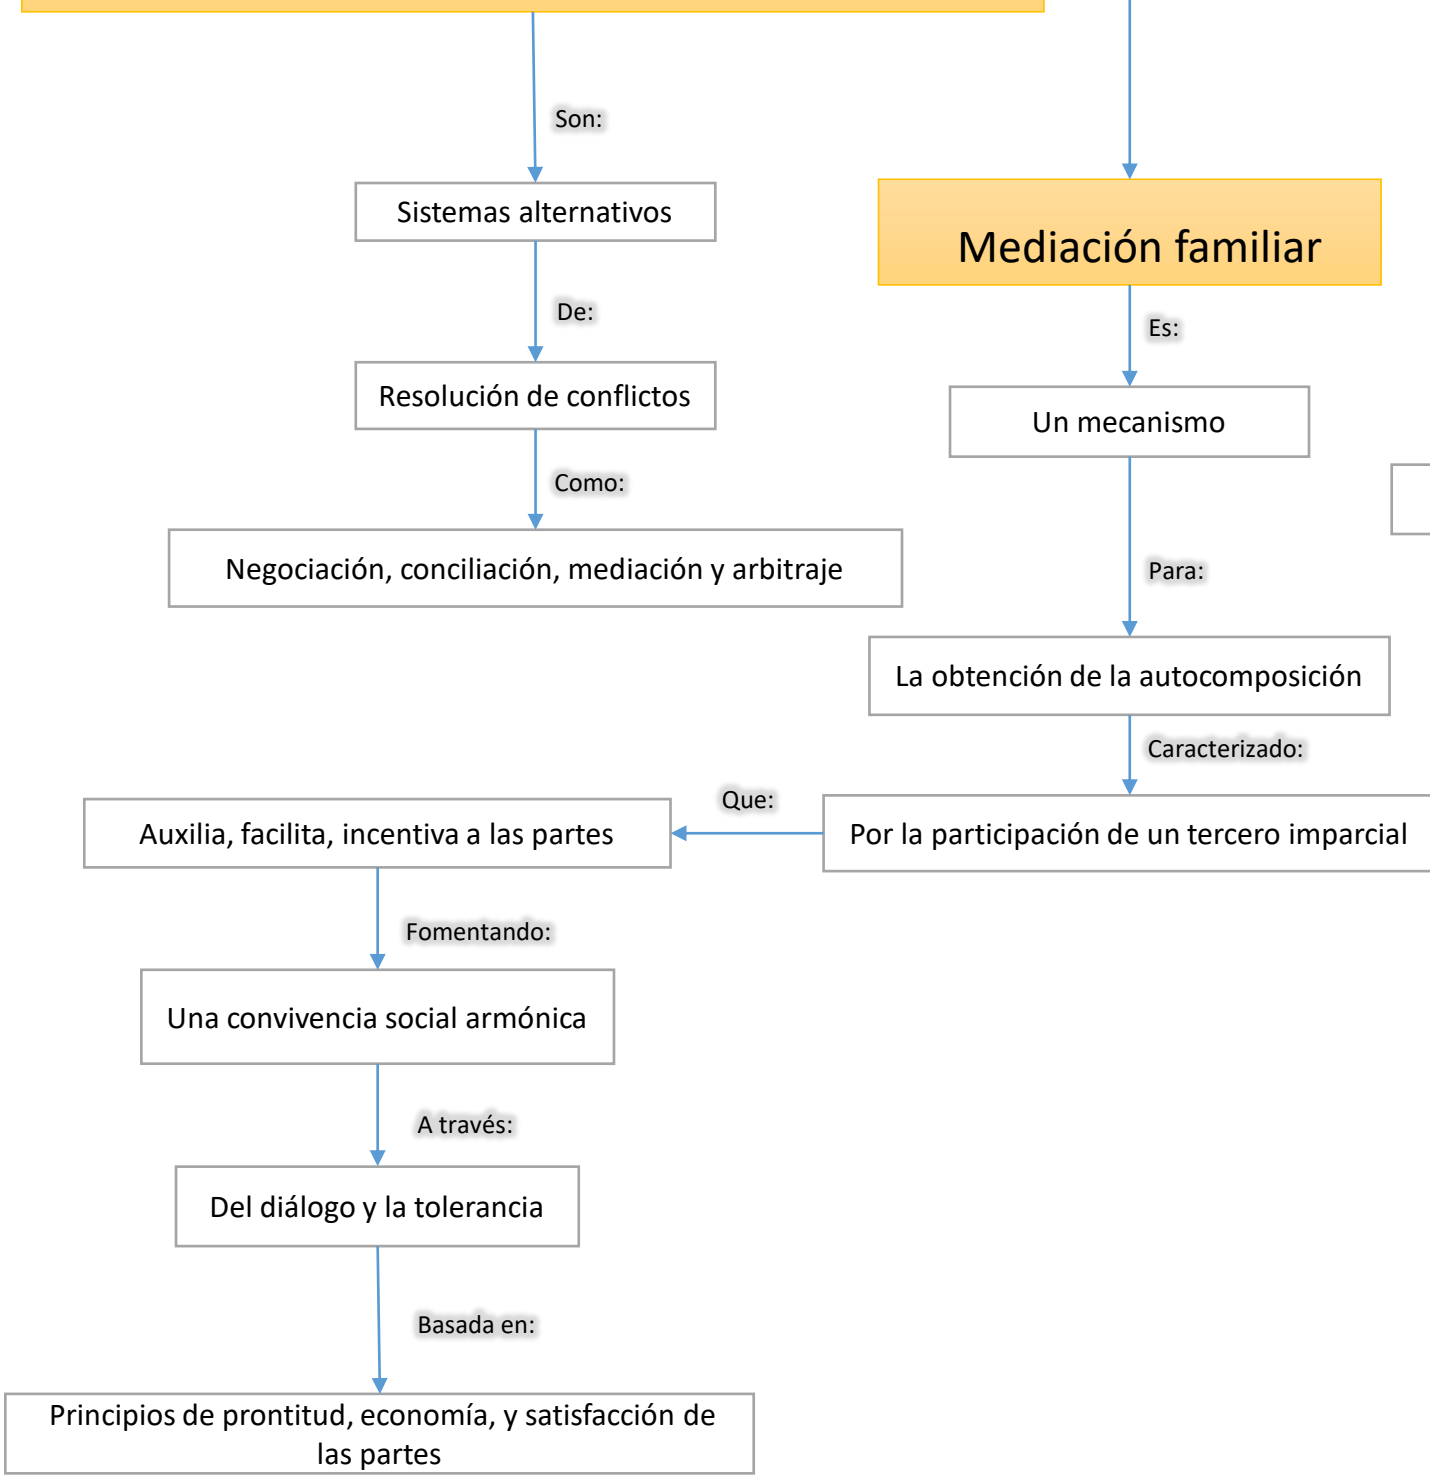 Son:
Sistemas alternativos
De:
Resolución de conflictos
Como:
Negociación, conciliación, mediación y arbitraje
Mediación familiar
Es:
Un mecanismo
Para:
La obtención de la autocomposición
Caracterizado:
Por la participación de un tercero imparcial
Que:
Auxilia, facilita, incentiva a las partes
Fomentando:
Una convivencia social armónica
A través:
Del diálogo y la tolerancia
Basada en:
Principios de prontitud, economía, y satisfacción de
las partes